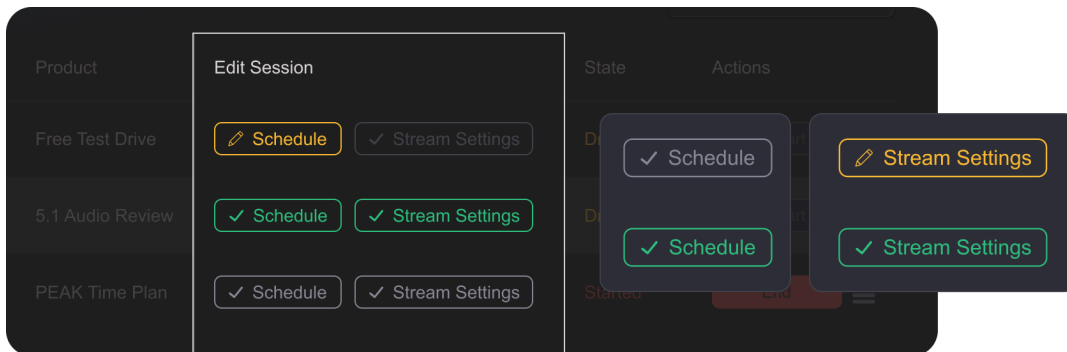 Product Edit Session State Actions
Free Test Drive Schedule Stream Settings
Schedule Stream Settings
5.1 Audio Review Schedule Stream Settings
Schedule Stream Settings
PEAK Time Plan Schedule Stream Settings Started End